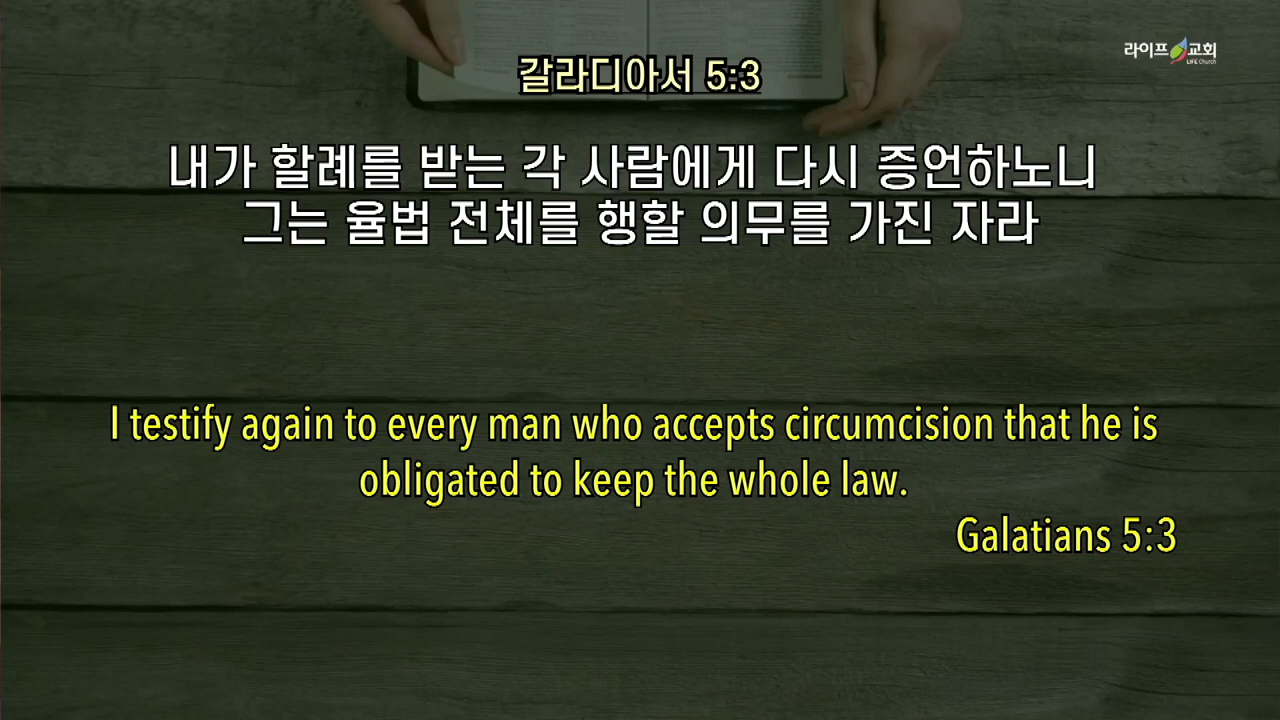 라이프교회
LIFE Church
갈라디아서 5:3
내가 할례를 받는 각 사람에게 다시 증언하노니
그는 율법 전체를 행할 의무를 가진 자라
I testify again to every man who accepts circumcision that he is
obligated to keep the whole law.
Galatians 5:3